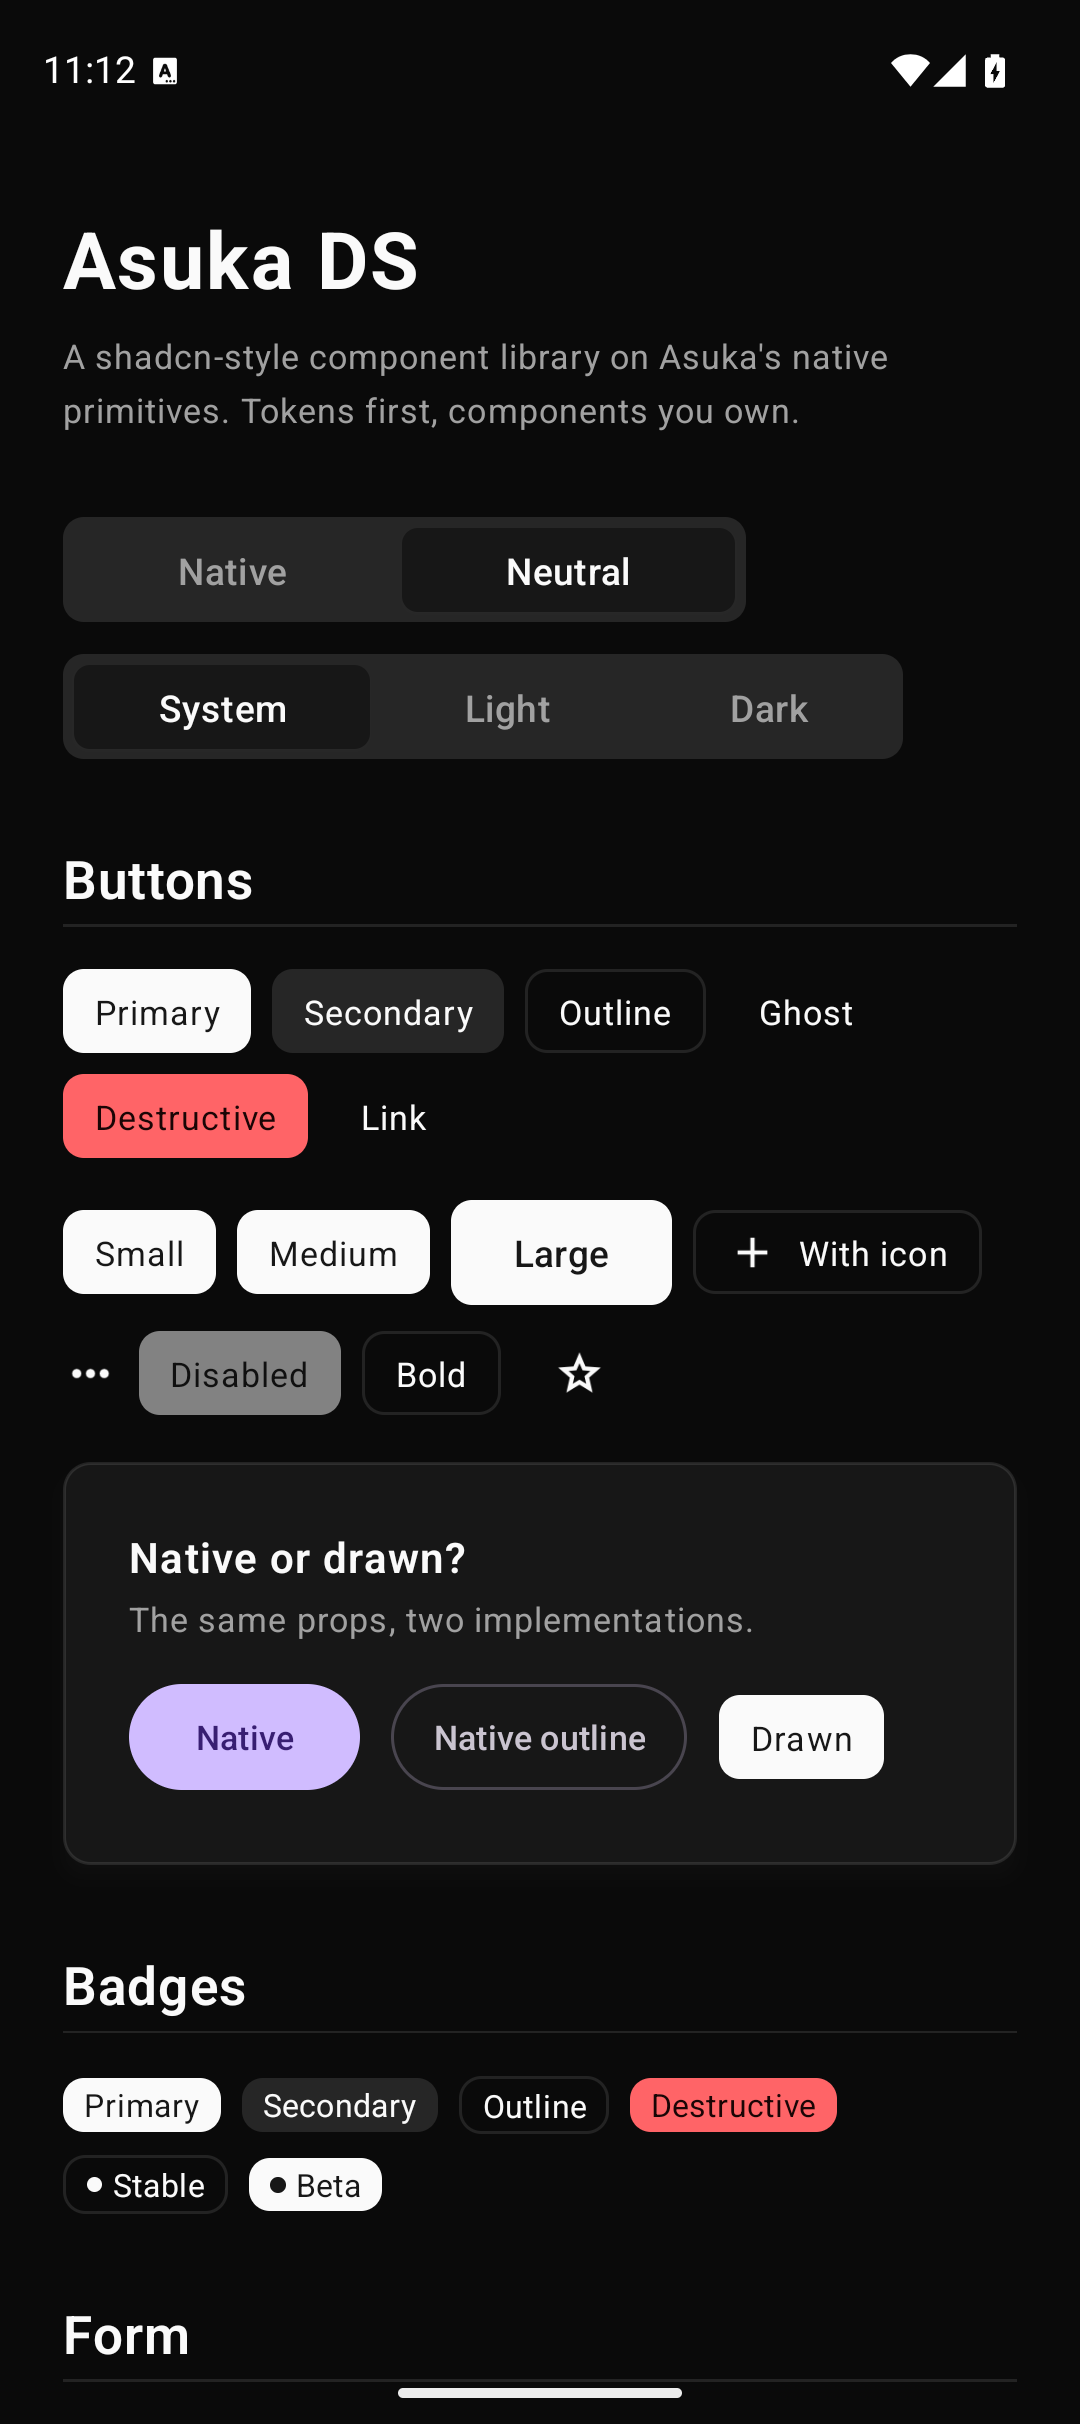 11:12
Asuka DS
A shadcn-style component library on Asuka's native
primitives. Tokens first, components you own.
Native Neutral
System Light Dark
Buttons
Primary Secondary Outline Ghost
Destructive Link
Small Medium Large With icon
Disabled Bold
Native or drawn?
The same props, two implementations.
Native Native outline Drawn
Badges
Primary Secondary Outline Destructive
Stable Beta
Form